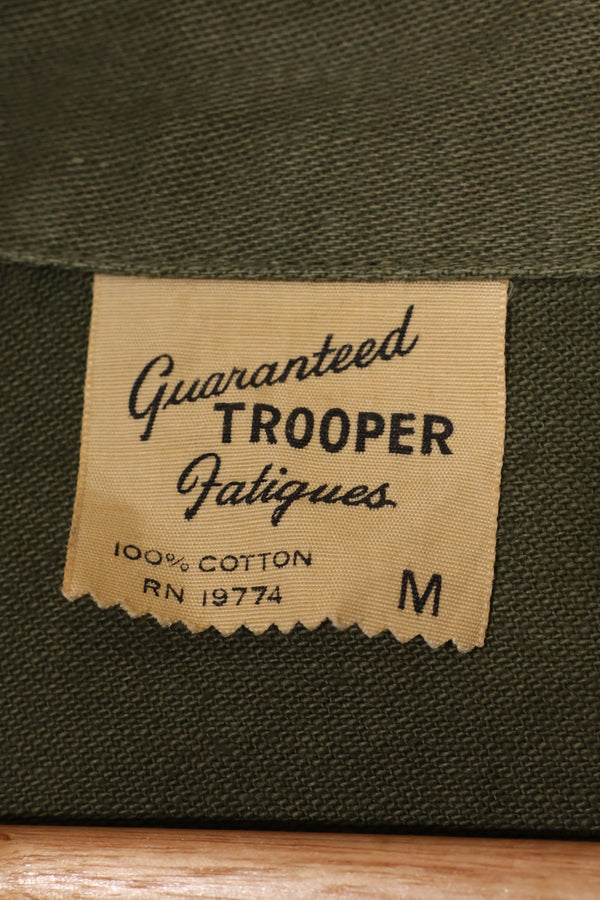 Guaranteed
TROOPER
Fatigues
100% COTTON
RN 19774
M